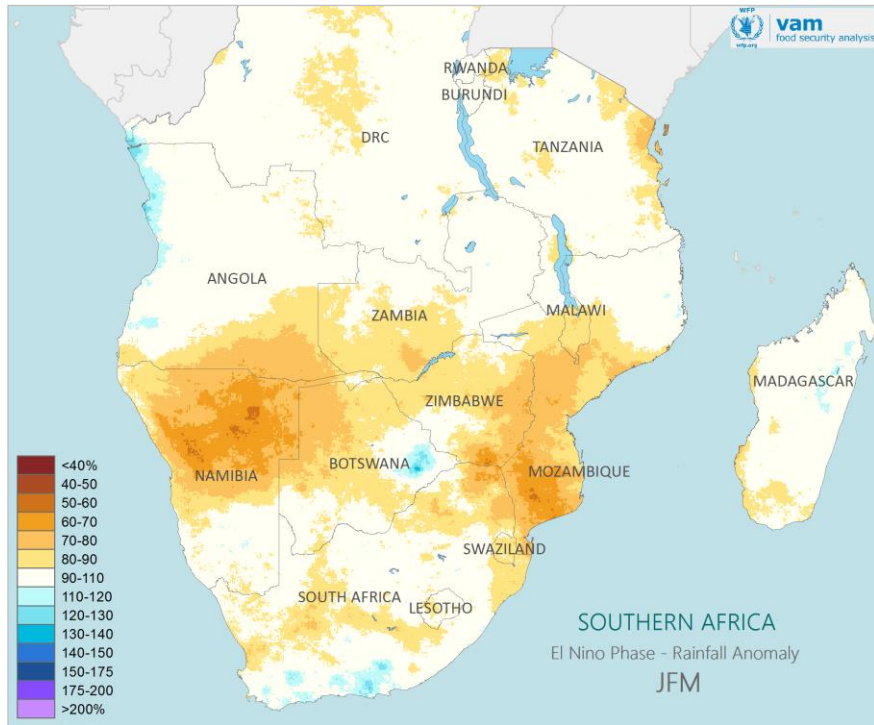 WFP
wfp.org
vam
food security analysis
RWANDA
BURUNDI
DRC
TANZANIA
ANGOLA
ZAMBIA
MALAWI
MADAGASCAR
ZIMBABWE
NAMIBIA
BOTSWANA
MOZAMBIQUE
SWAZILAND
SOUTH AFRICA
LESOTHO
<40%
40-50
50-60
60-70
70-80
80-90
90-110
110-120
120-130
130-140
140-150
150-175
175-200
>200%
SOUTHERN AFRICA
El Nino Phase - Rainfall Anomaly
JFM